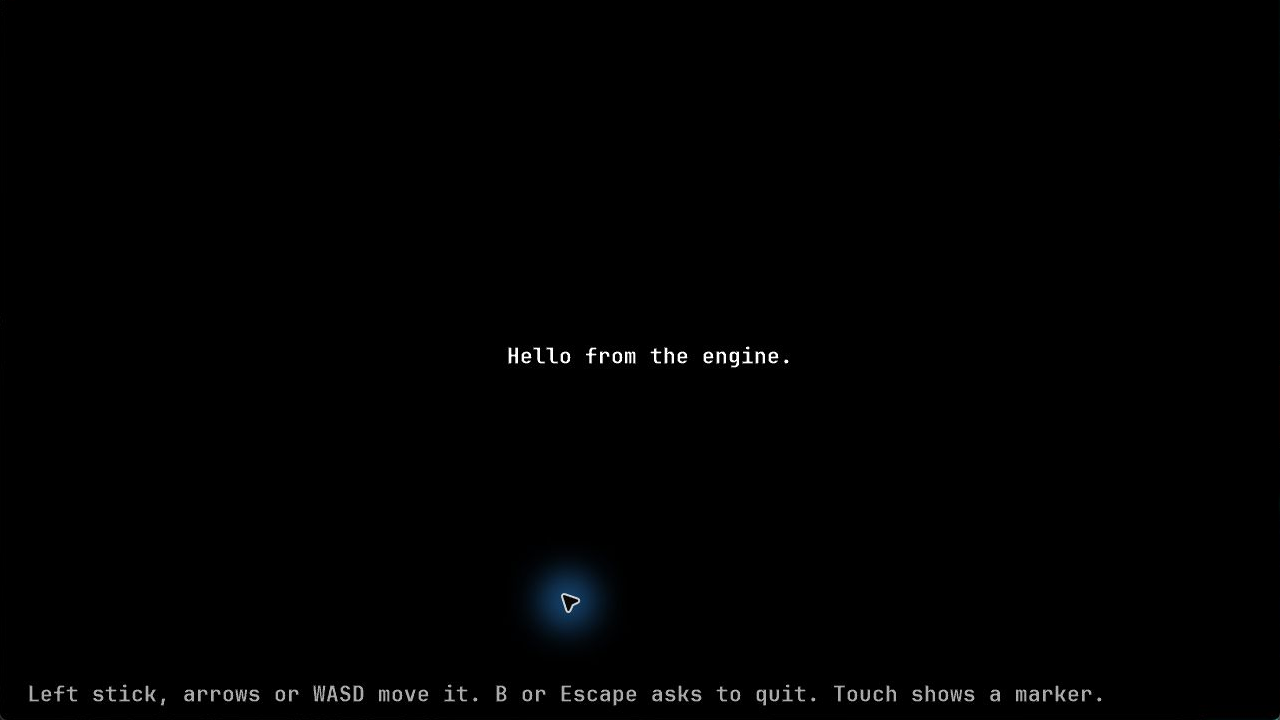 Hello from the engine.
Left stick, arrows or WASD move it. B or Escape asks to quit. Touch shows a marker.